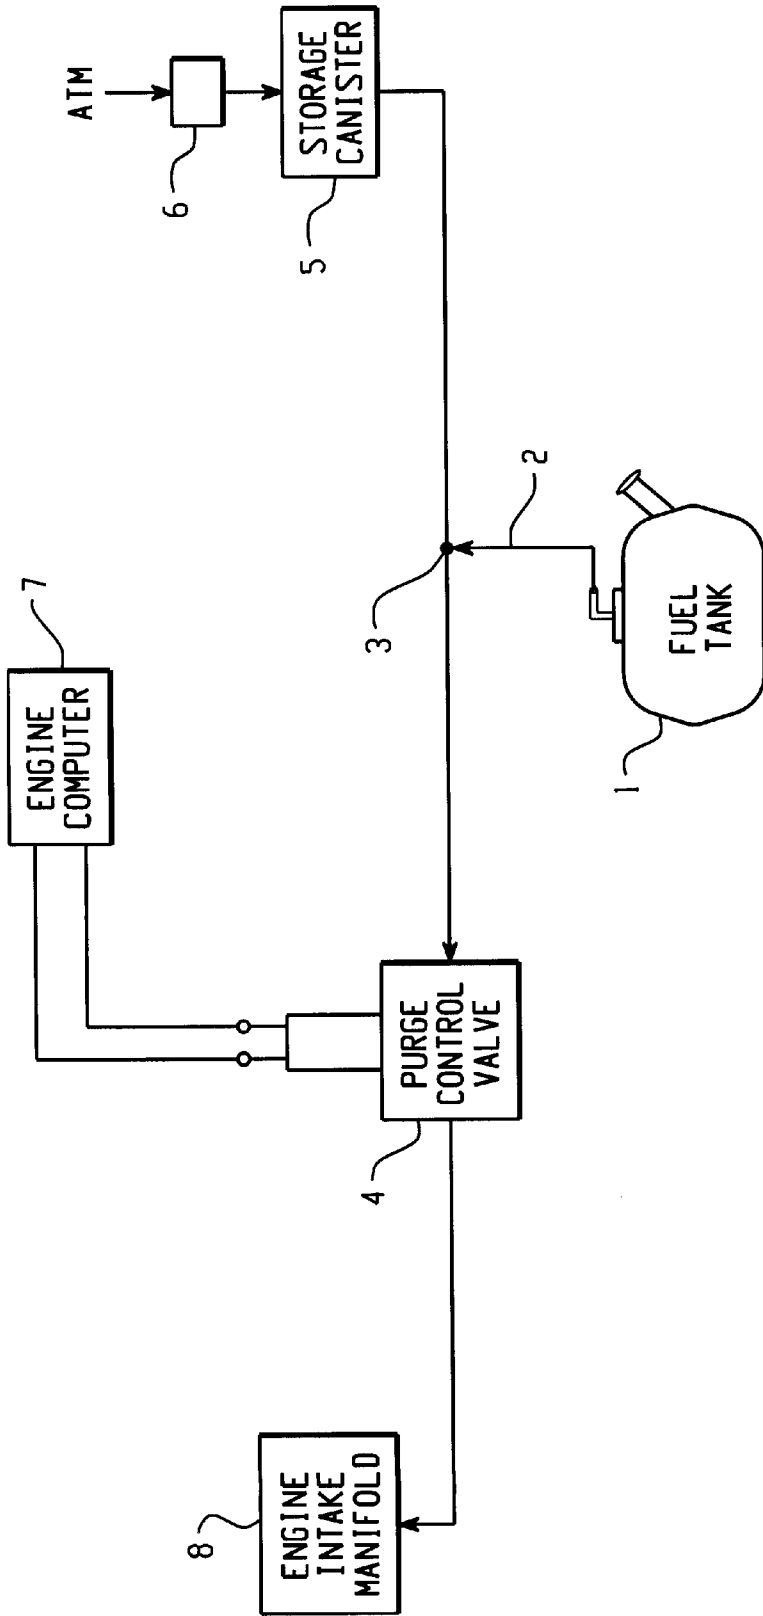 7
ENGINE
COMPUTER
ATM
6
8
ENGINE
INTAKE
MANIFOLD
5
STORAGE
CANISTER
4
PURGE
CONTROL
VALVE
3
2
1
FUEL
TANK